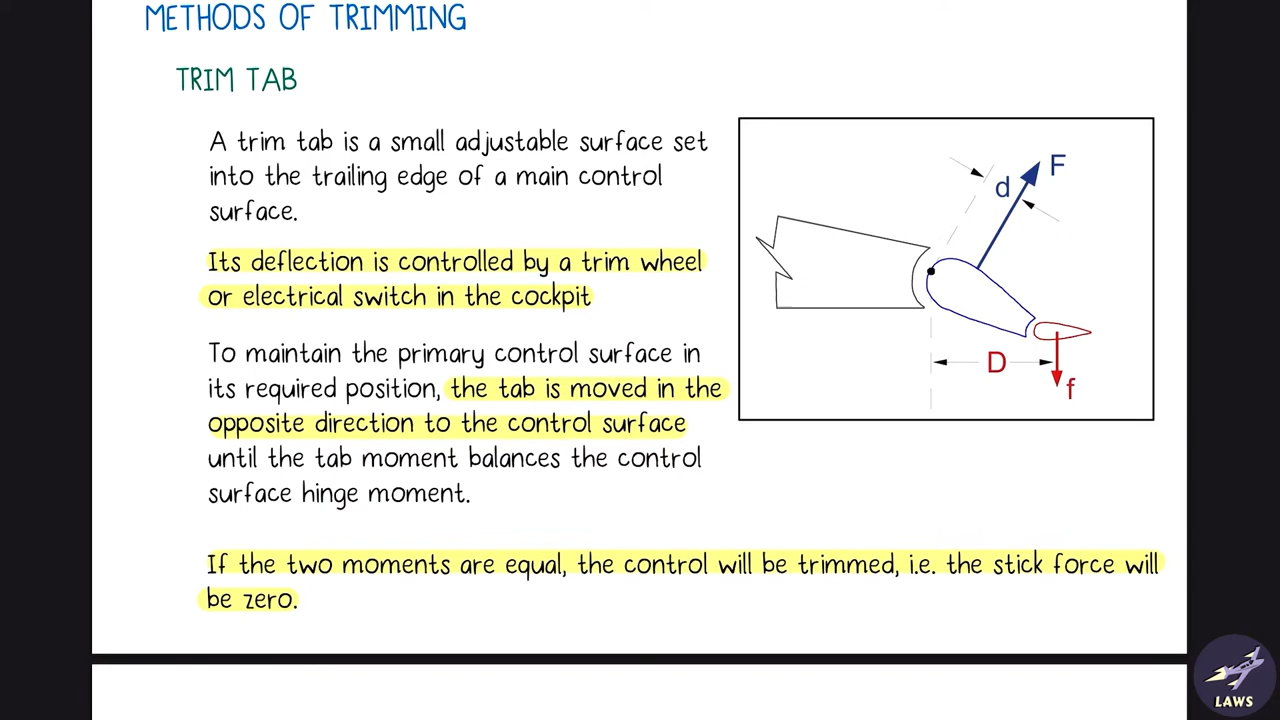 METHODS OF TRIMMING
TRIM TAB
A trim tab is a small adjustable surface set
into the trailing edge of a main control
surface.
Its deflection is controlled by a trim wheel
or electrical switch in the cockpit
To maintain the primary control surface in
its required position, the tab is moved in the
opposite direction to the control surface
until the tab moment balances the control
surface hinge moment.
If the two moments are equal, the control will be trimmed, i.e. the stick force will
be zero.
F
d
D
f
LAWS